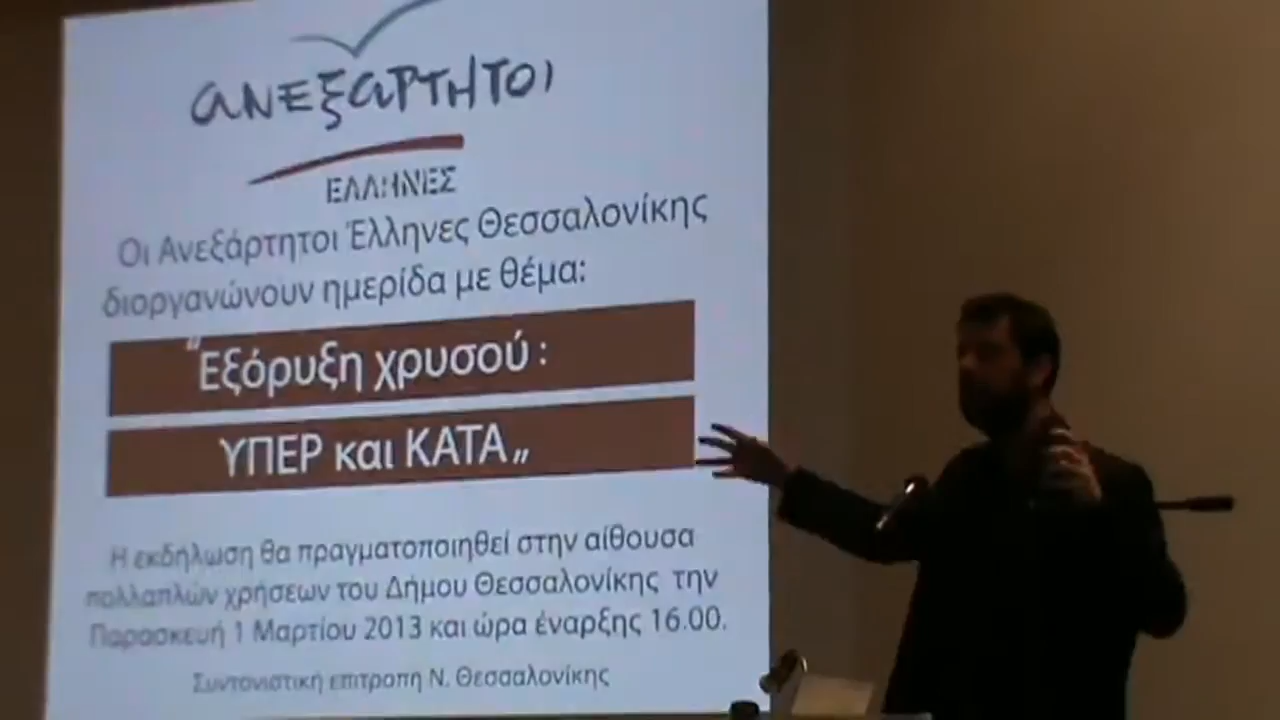 ανεξαρτητοι
ΕΛΛΗΝΕΣ
Οι Ανεξάρτητοι Έλληνες Θεσσαλονίκης
διοργανώνουν ημερίδα με θέμα:
"Εξόρυξη χρυσού :
ΥΠΕΡ και ΚΑΤΑ„
Η εκδήλωση θα πραγματοποιηθεί στην αίθουσα
πολλαπλών χρήσεων του Δήμου Θεσσαλονίκης την
Παρασκευή 1 Μαρτίου 2013 και ώρα έναρξης 16.00.
Συντονιστική επιτροπη Ν. Θεσσαλονίκης